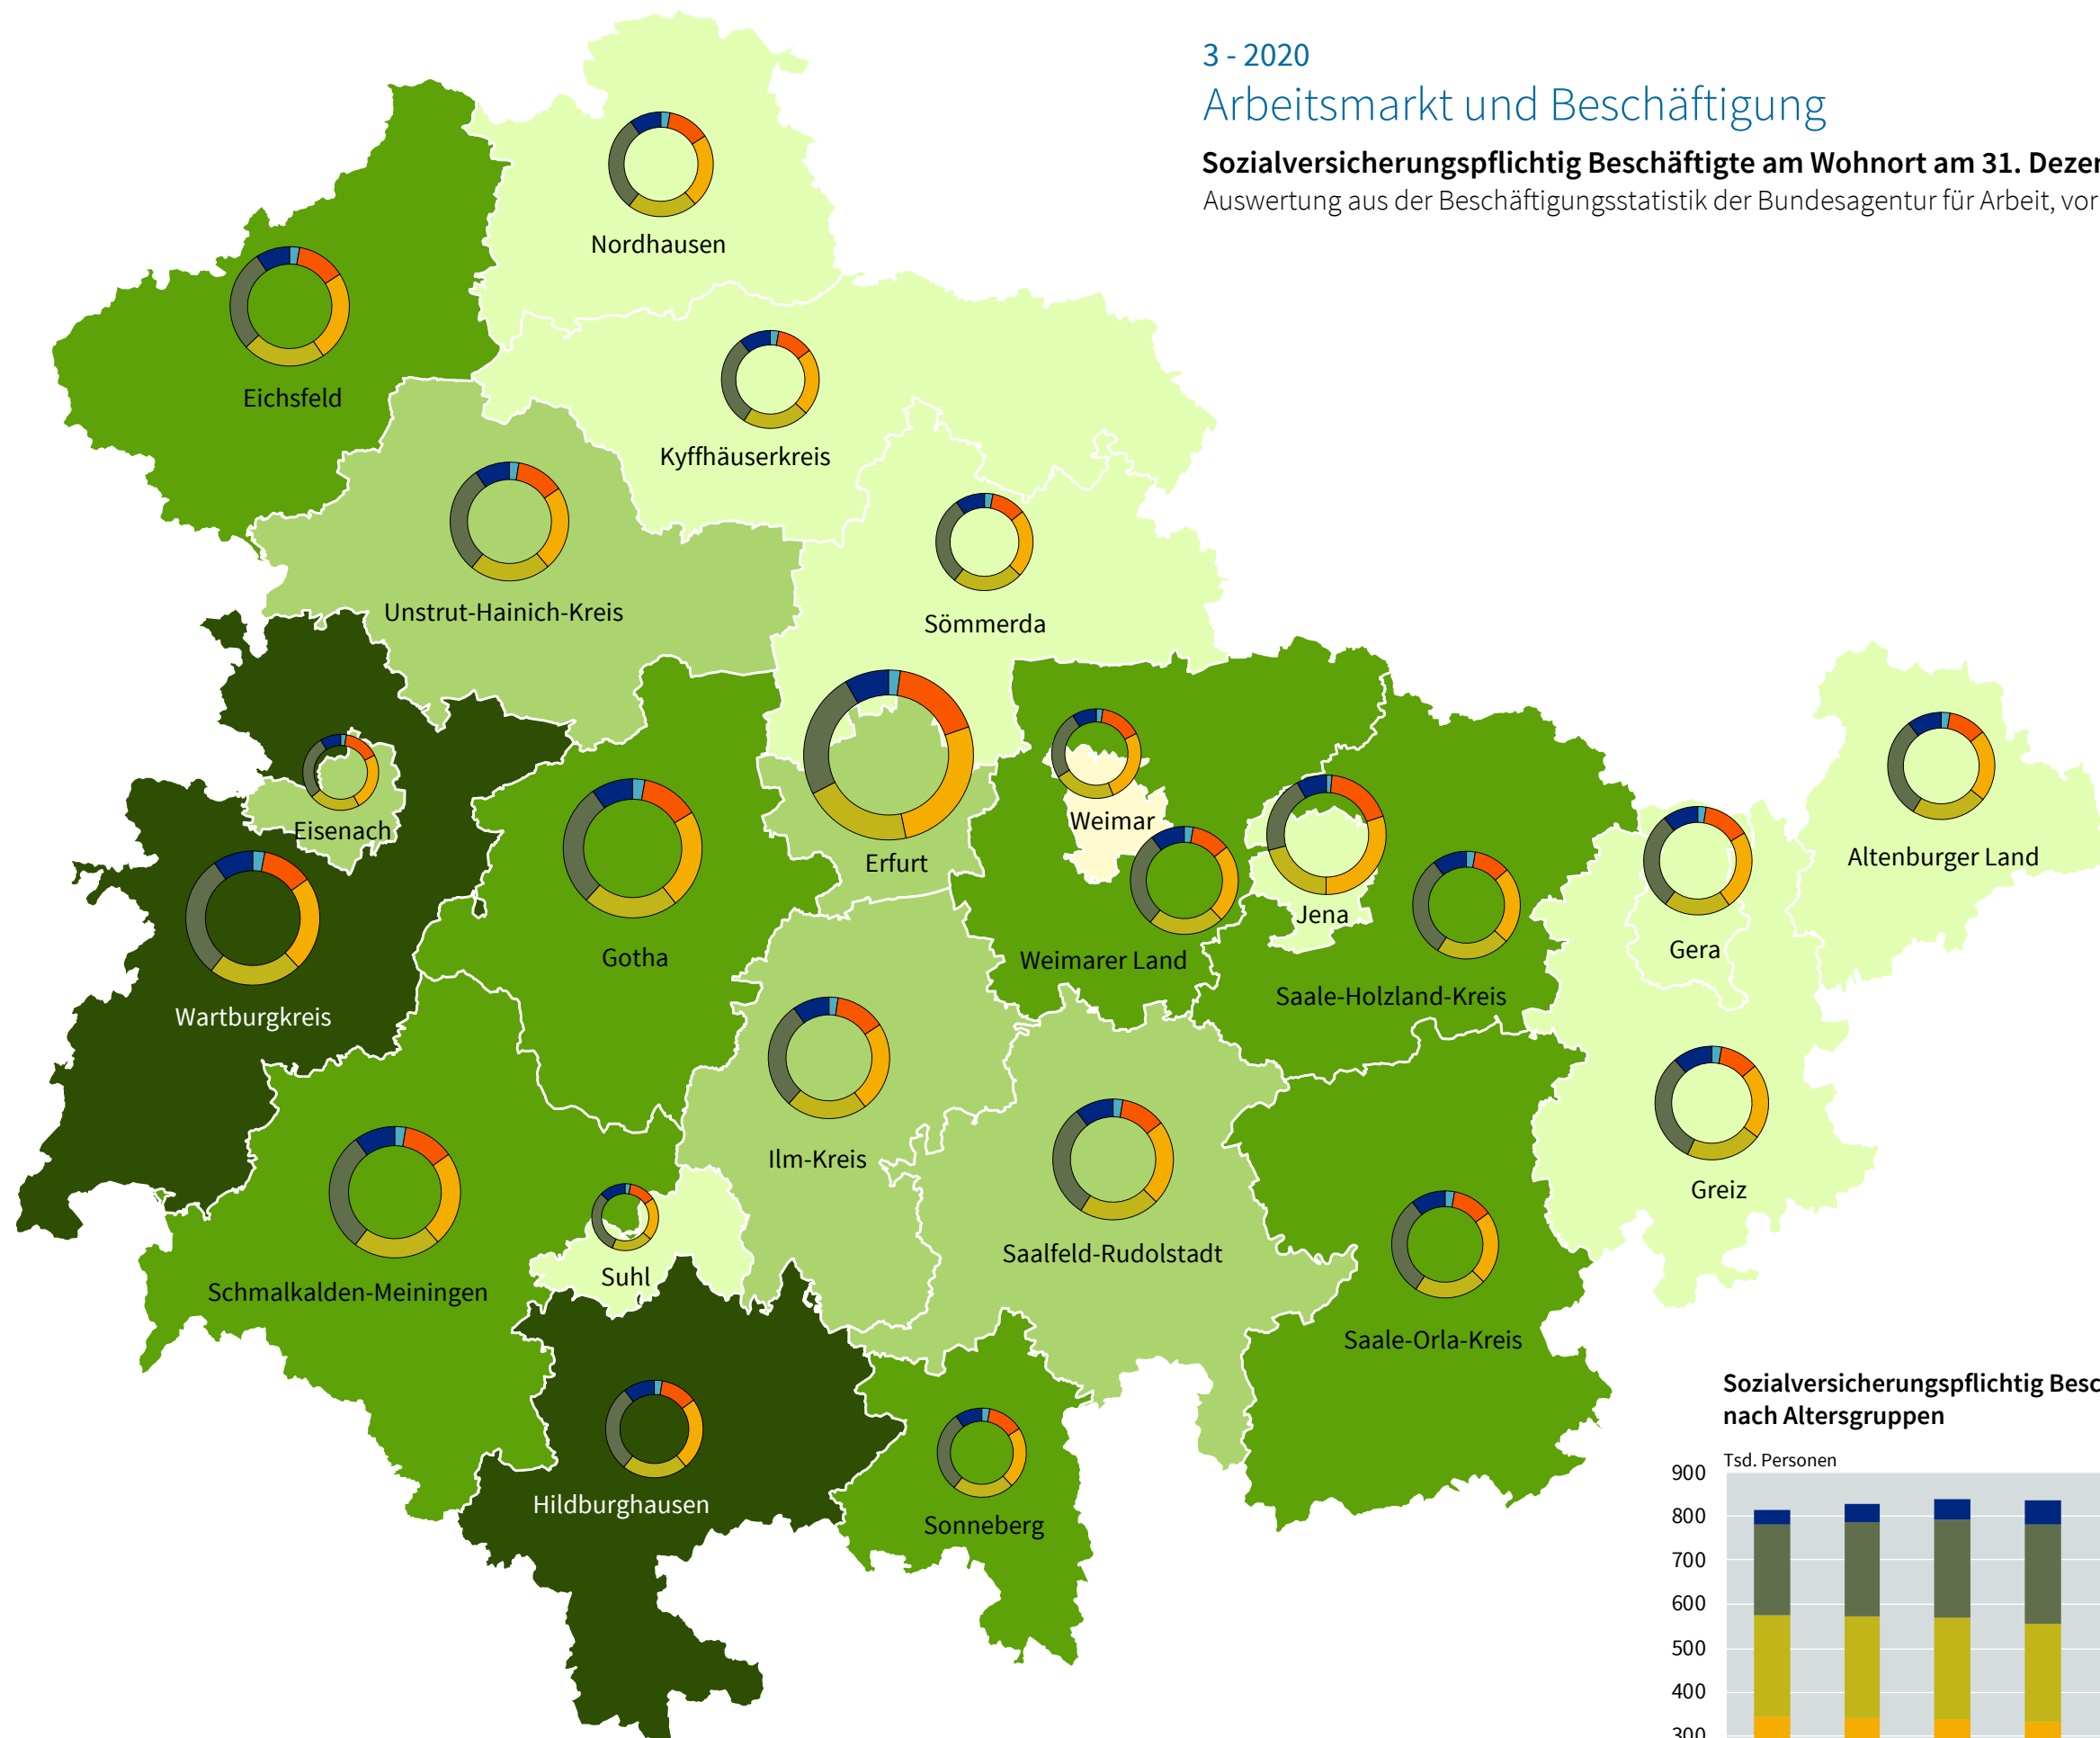 3 - 2020
Arbeitsmarkt und Beschäftigung
Sozialversicherungspflichtig Beschäftigte am Wohnort am 31.
Auswertung aus der Beschäftigungsstatistik der Bundesagentur für Arbeit,
Nordhausen
Eichsfeld
Kyffhäuserkreis
Unstrut-Hainich-Kreis
Sömmerda
Eisenach
Weimar
Erfurt
Altenburger Land
Jena
Gera
Gotha
Weimarer Land
Saale-Holzland-Kreis
Wartburgkreis
Ilm-Kreis
Greiz
Saalfeld-Rudolstadt
Suhl
Schmalkalden-Meiningen
Saale-Orla-Kreis
Hildburghausen
Sonneberg
Sozialversicherungspflichtig
nach Altersgruppen
Tsd. Personen
900
800
700
600
500
400
300